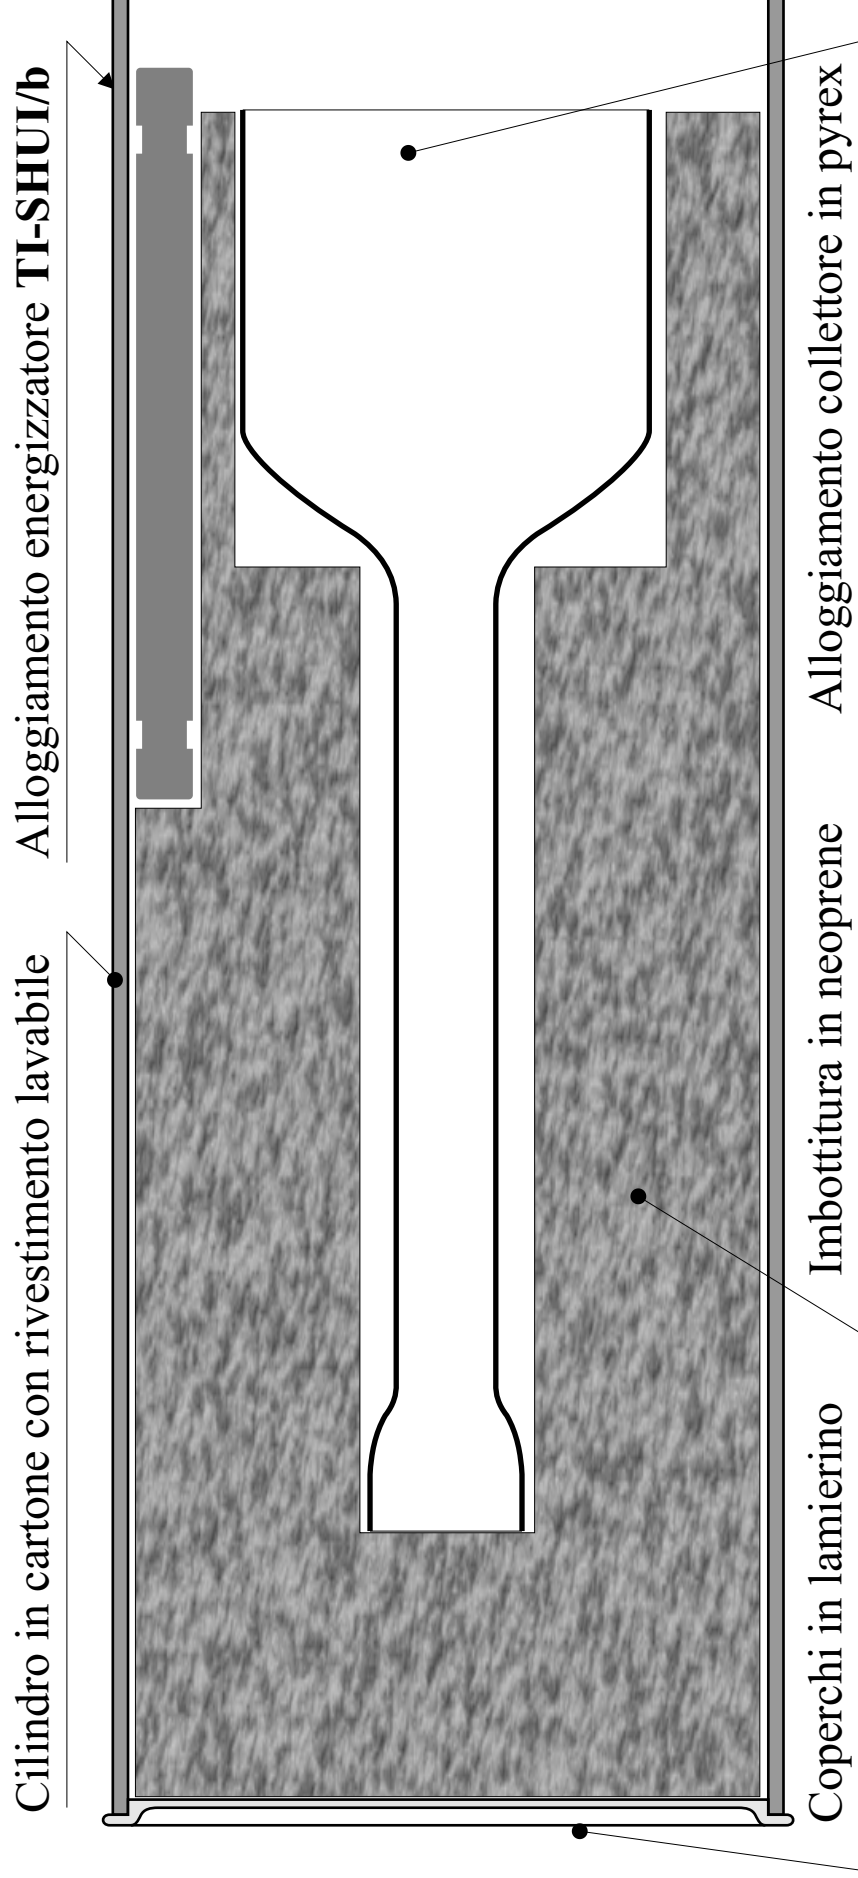 Cilindro in cartone con rivestimento lavabile
Alloggiamento energizzatore TI-SHUI/b
Coperchi in lamierino
Imbottitura in neoprene
Alloggiamento collettore in pyrex